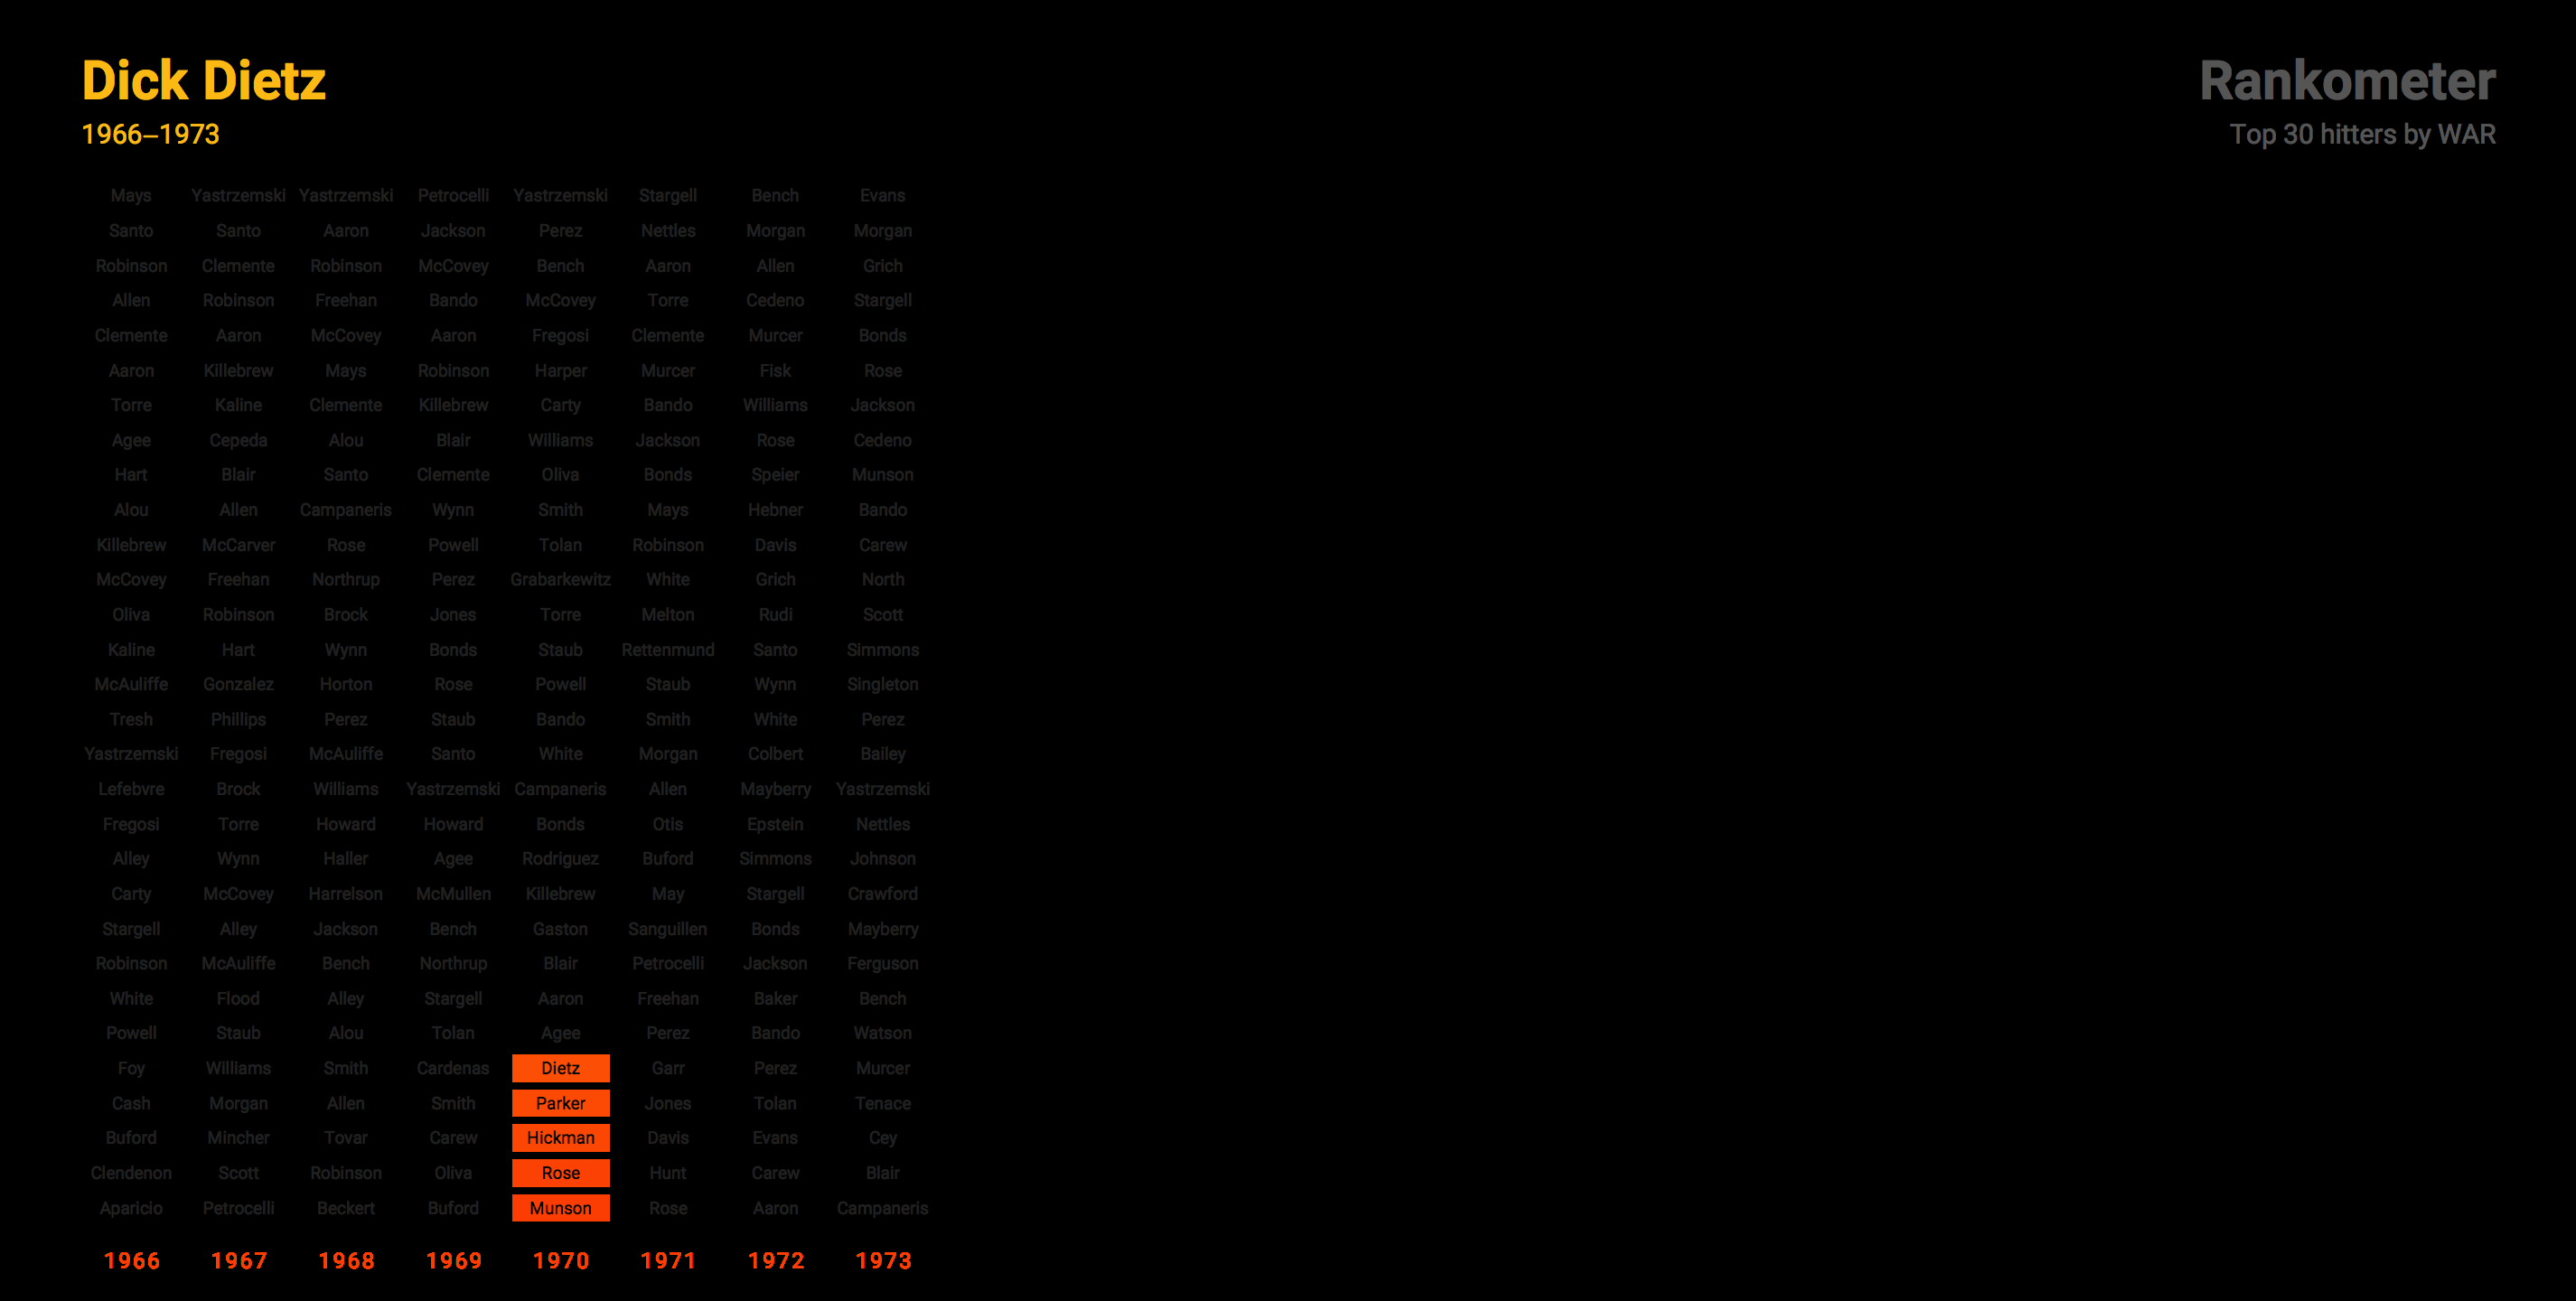 Dick Dietz
1966–1973
Rankometer
Top 30 hitters by WAR
Mays Yastrzemski Yastrzemski Petrocelli Yastrzemski Stargell Bench Evans
Santo Santo Aaron Jackson Perez Nettles Morgan Morgan
Robinson Clemente Robinson McCovey Bench Aaron Allen Grich
Allen Robinson Freehan Bando McCovey Torre Cedeno Stargell
Clemente Aaron McCovey Aaron Fregosi Clemente Murcer Bonds
Aaron Killebrew Mays Robinson Harper Murcer Fisk Rose
Torre Kaline Clemente Killebrew Carty Bando Williams Jackson
Agee Cepeda Alou Blair Williams Jackson Rose Cedeno
Hart Blair Santo Clemente Oliva Bonds Speier Munson
Alou Allen Campaneris Wynn Smith Mays Hebner Bando
Killebrew McCarver Rose Powell Tolan Robinson Davis Carew
McCovey Freehan Northrup Perez Grabarkewitz White Grich North
Oliva Robinson Brock Jones Torre Melton Rudi Scott
Kaline Hart Wynn Bonds Staub Rettenmund Santo Simmons
McAuliffe Gonzalez Horton Rose Powell Staub Wynn Singleton
Tresh Phillips Perez Staub Bando Smith White Perez
Yastrzemski Fregosi McAuliffe Santo White Morgan Colbert Bailey
Lefebvre Brock Williams Yastrzemski Campaneris Allen Mayberry Yastrzemski
Fregosi Torre Howard Howard Bonds Otis Epstein Nettles
Alley Wynn Haller Agee Rodriguez Buford Simmons Johnson
Carty McCovey Harrelson McMullen Killebrew May Stargell Crawford
Stargell Alley Jackson Bench Gaston Sanguillen Bonds Mayberry
Robinson McAuliffe Bench Northrup Blair Petrocelli Jackson Ferguson
White Flood Alley Stargell Aaron Freehan Baker Bench
Powell Staub Alou Tolan Agee Perez Bando Watson
Foy Williams Smith Cardenas Dietz Garr Perez Murcer
Cash Morgan Allen Smith Parker Jones Tolan Tenace
Buford Mincher Tovar Carew Hickman Davis Evans Cey
Clendenon Scott Robinson Oliva Rose Hunt Carew Blair
Aparicio Petrocelli Beckert Buford Munson Rose Aaron Campaneris
1966 1967 1968 1969 1970 1971 1972 1973